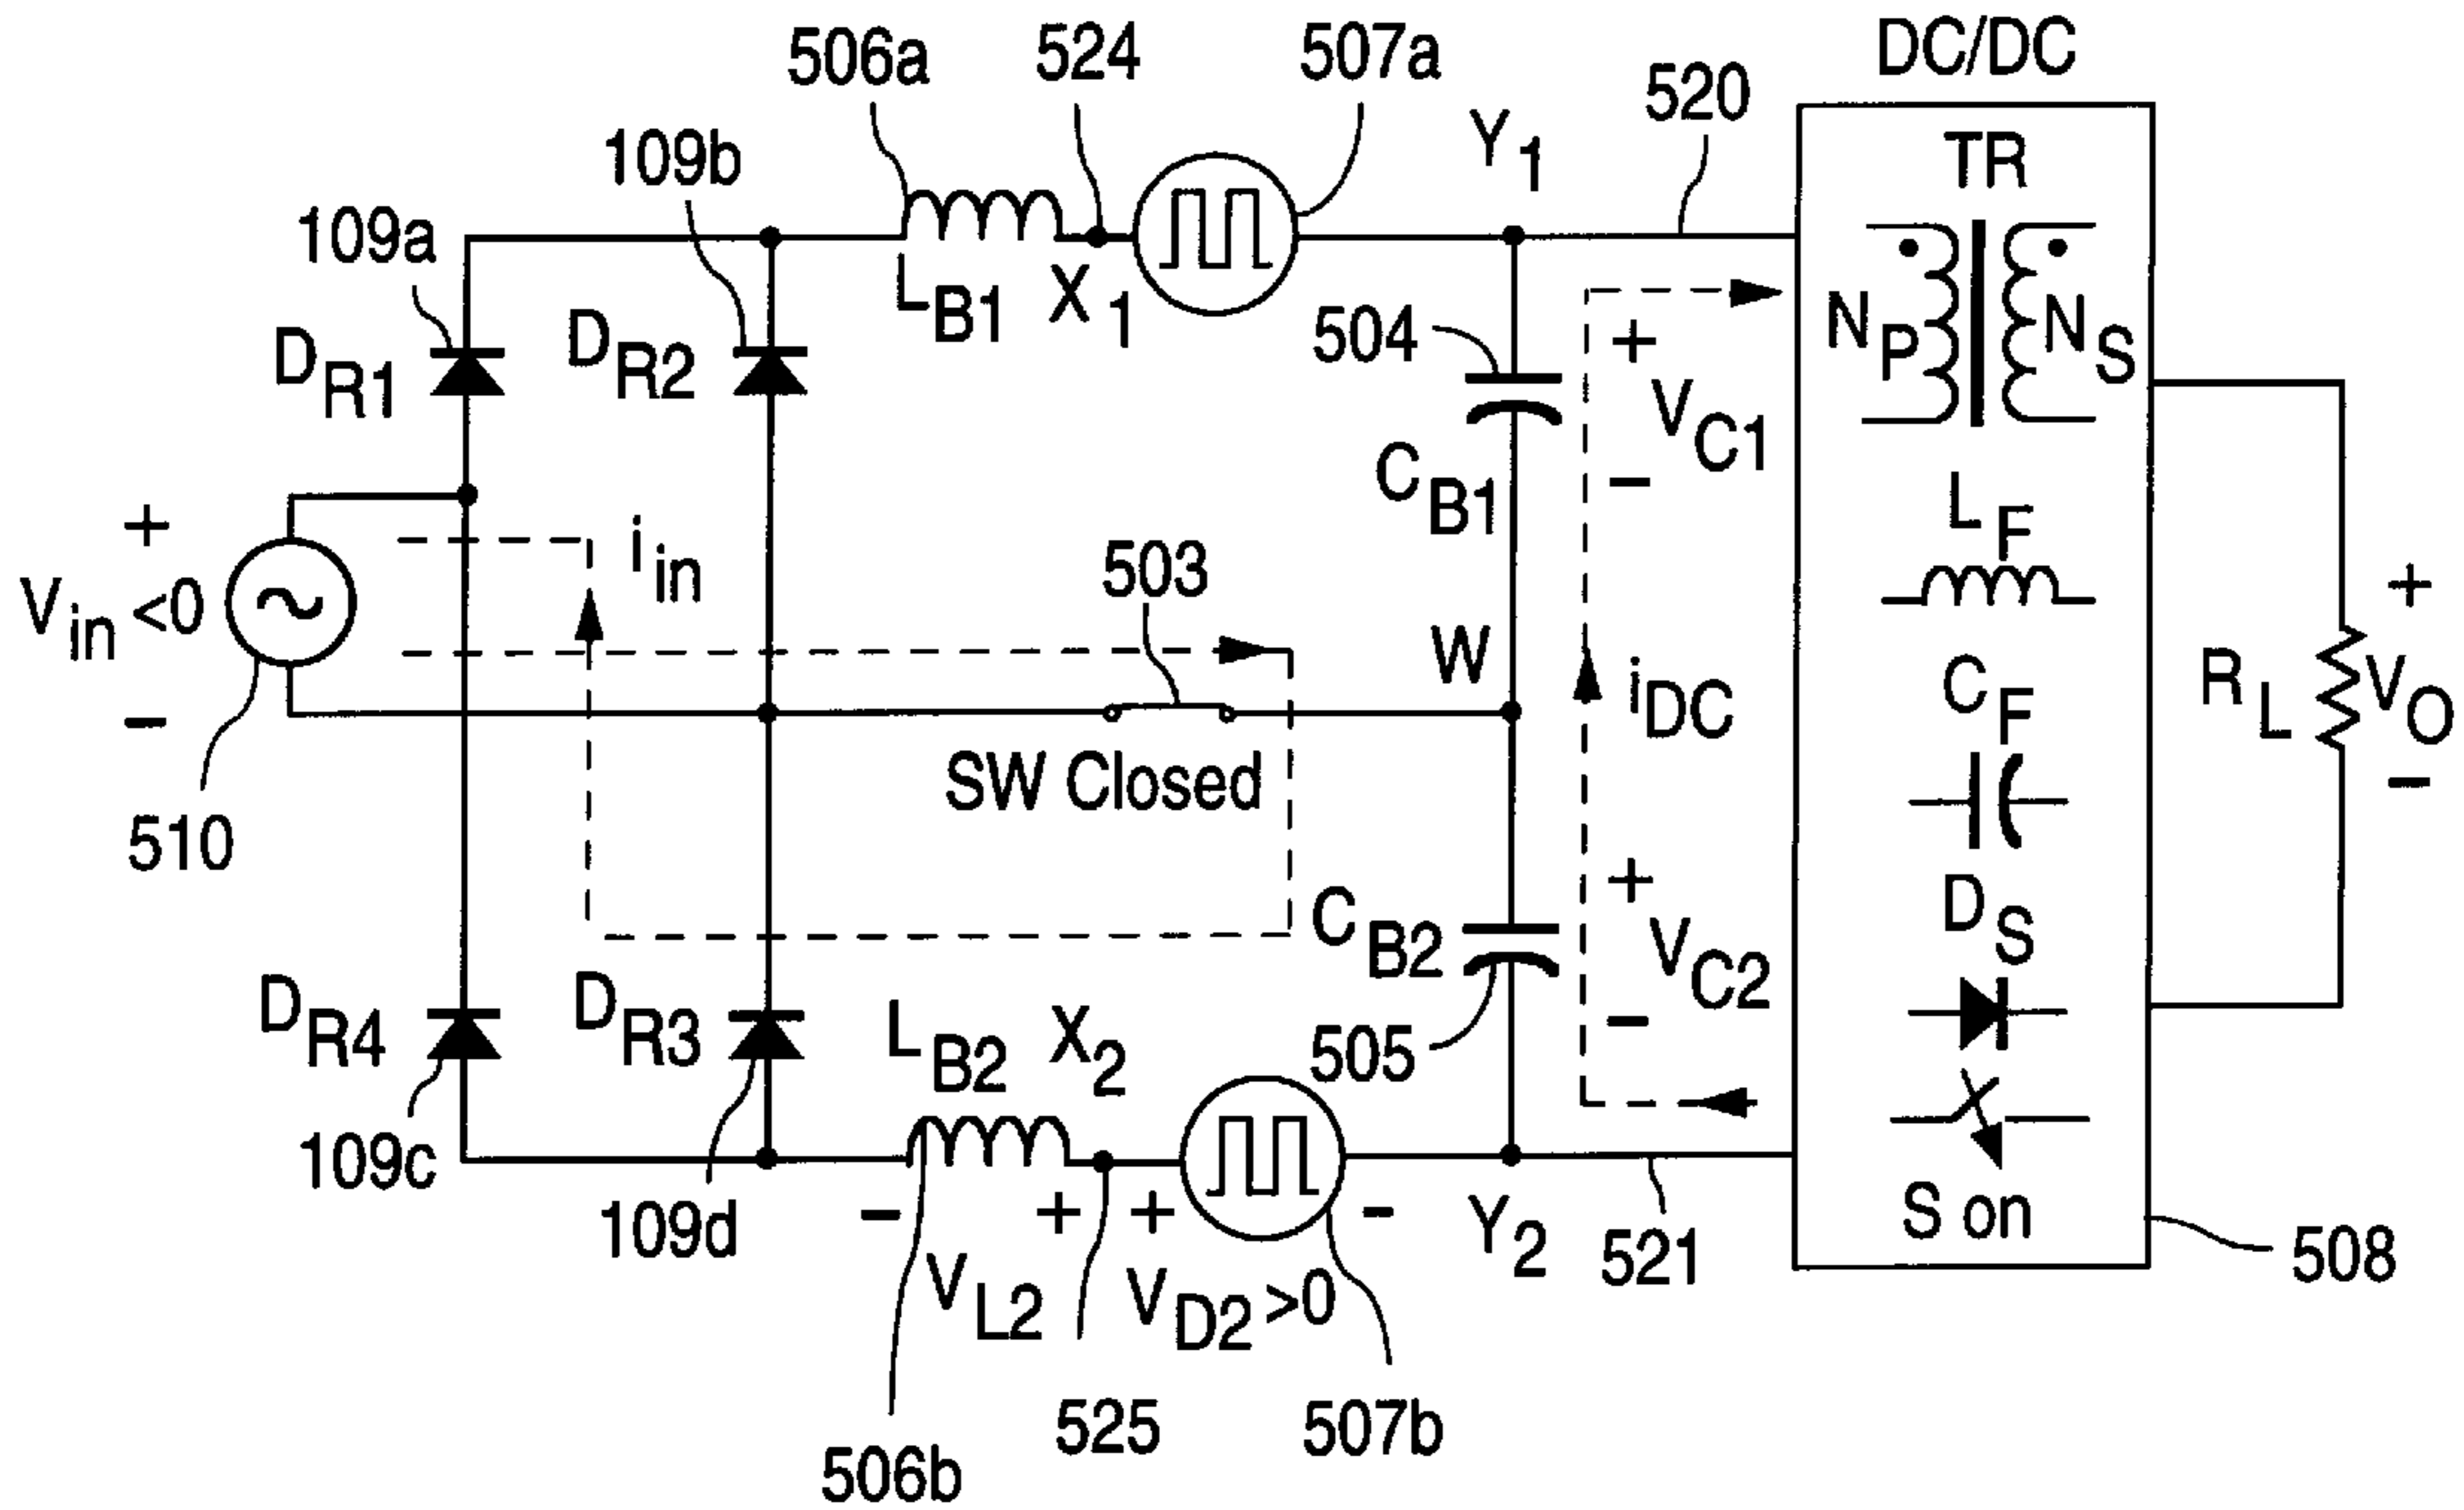 506a
524
507a
DC/DC
520
109b
Y1
TR
109a
LB1
X1
504
+
NP
NS
DR1
DR2
VC1
CB1
-
LF
+
iin
503
+
Vin <0
W
CF
RL
VO
iDC
-
SW Closed
-
510
+
CB2
DS
VC2
DR4
DR3
LB2
X2
505
-
109c
109d
-
+
+
-
Y2
521
S on
508
VL2
VD2 >0
506b
525
507b